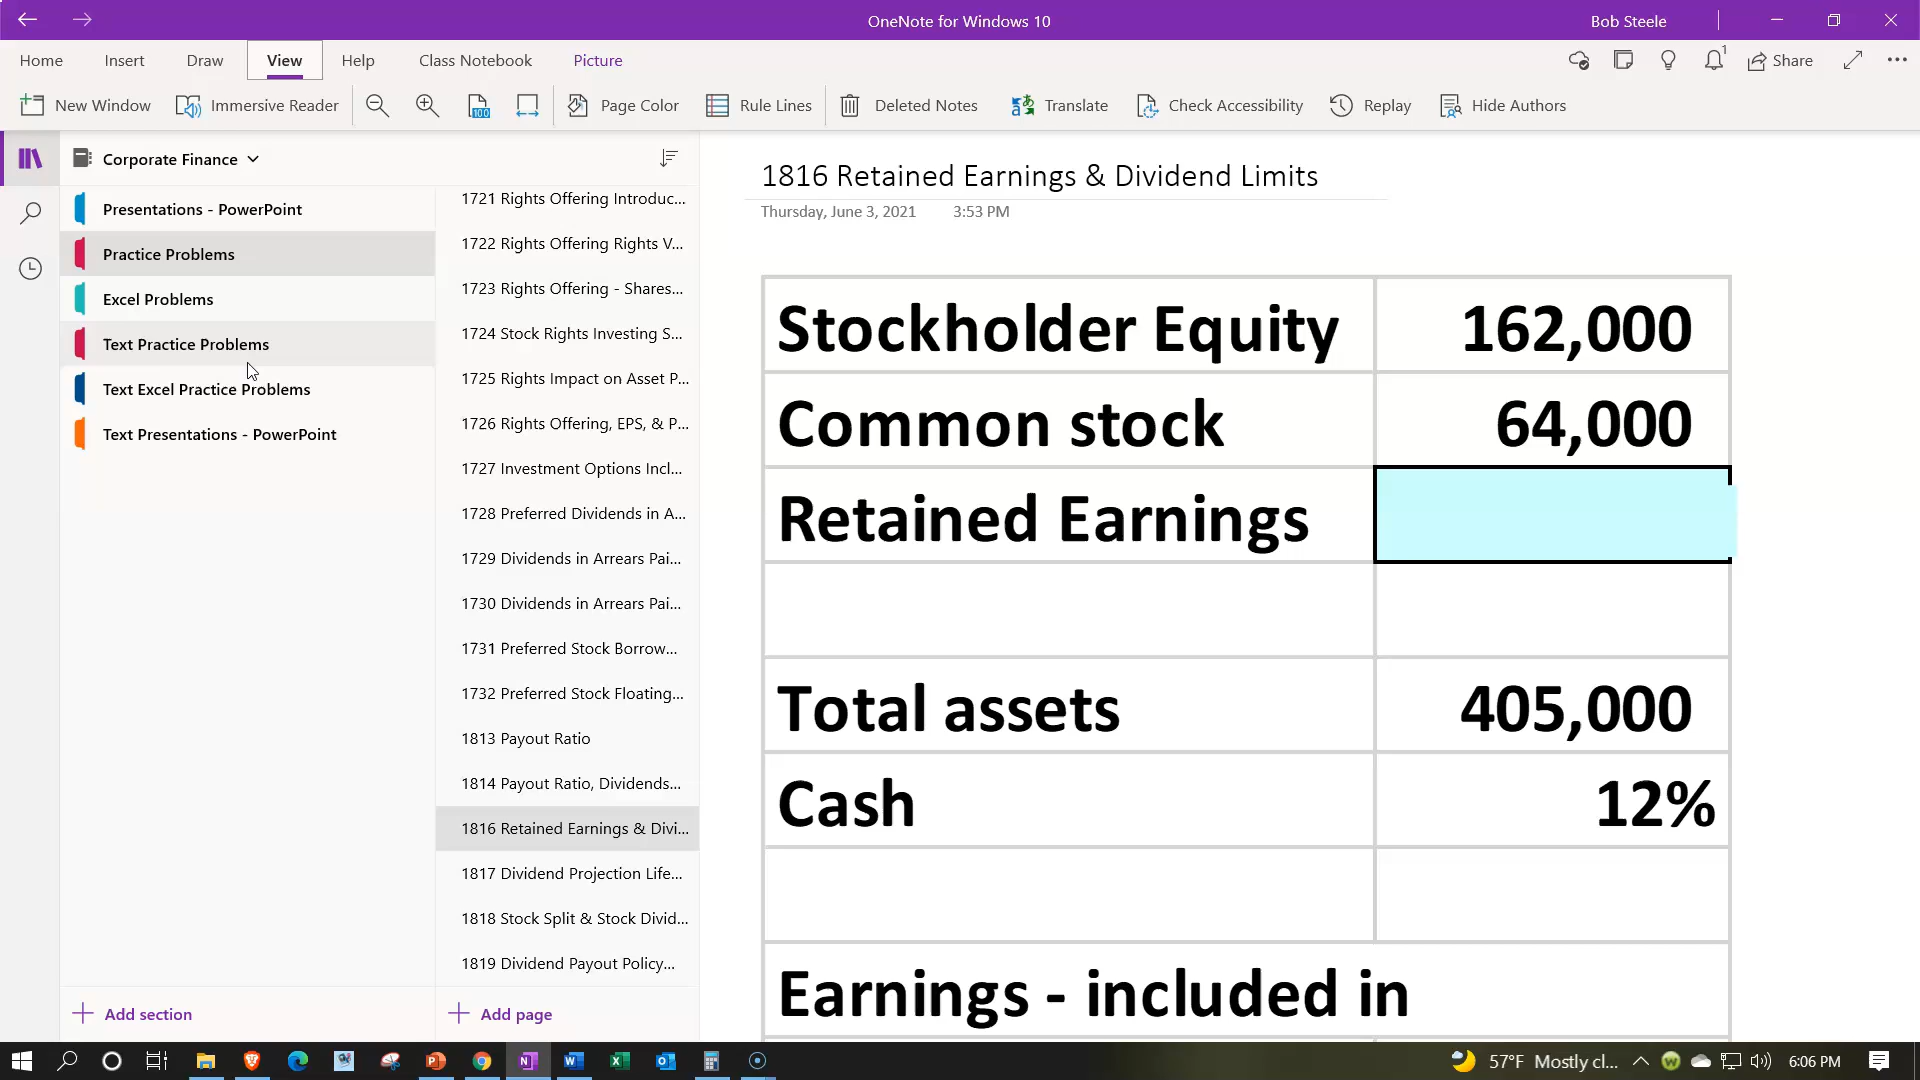 OneNote for Windows 10
Bob Steele
Home Insert Draw View Help Class Notebook Picture
1
Share
New Window Immersive Reader 100 Page Color Rule Lines Deleted Notes Translate Check Accessibility Replay Hide Authors
Corporate Finance
Presentations - PowerPoint
Practice Problems
Excel Problems
Text Practice Problems
Text Excel Practice Problems
Text Presentations - PowerPoint
Add section
1721 Rights Offering Introduc...
1722 Rights Offering Rights V...
1723 Rights Offering - Shares...
1724 Stock Rights Investing S...
1725 Rights Impact on Asset P...
1726 Rights Offering, EPS, & P...
1727 Investment Options Incl...
1728 Preferred Dividends in A...
1729 Dividends in Arrears Pai...
1730 Dividends in Arrears Pai...
1731 Preferred Stock Borrow...
1732 Preferred Stock Floating...
1813 Payout Ratio
1814 Payout Ratio, Dividends...
1816 Retained Earnings & Divi...
1817 Dividend Projection Life...
1818 Stock Split & Stock Divid...
1819 Dividend Payout Policy...
Add page
1816 Retained Earnings & Dividend Limits
Thursday, June 3, 2021 3:53 PM
Stockholder Equity 162,000
Common stock 64,000
Retained Earnings
Total assets 405,000
Cash 12%
Earnings - included in
57°F Mostly cl... 6:06 PM